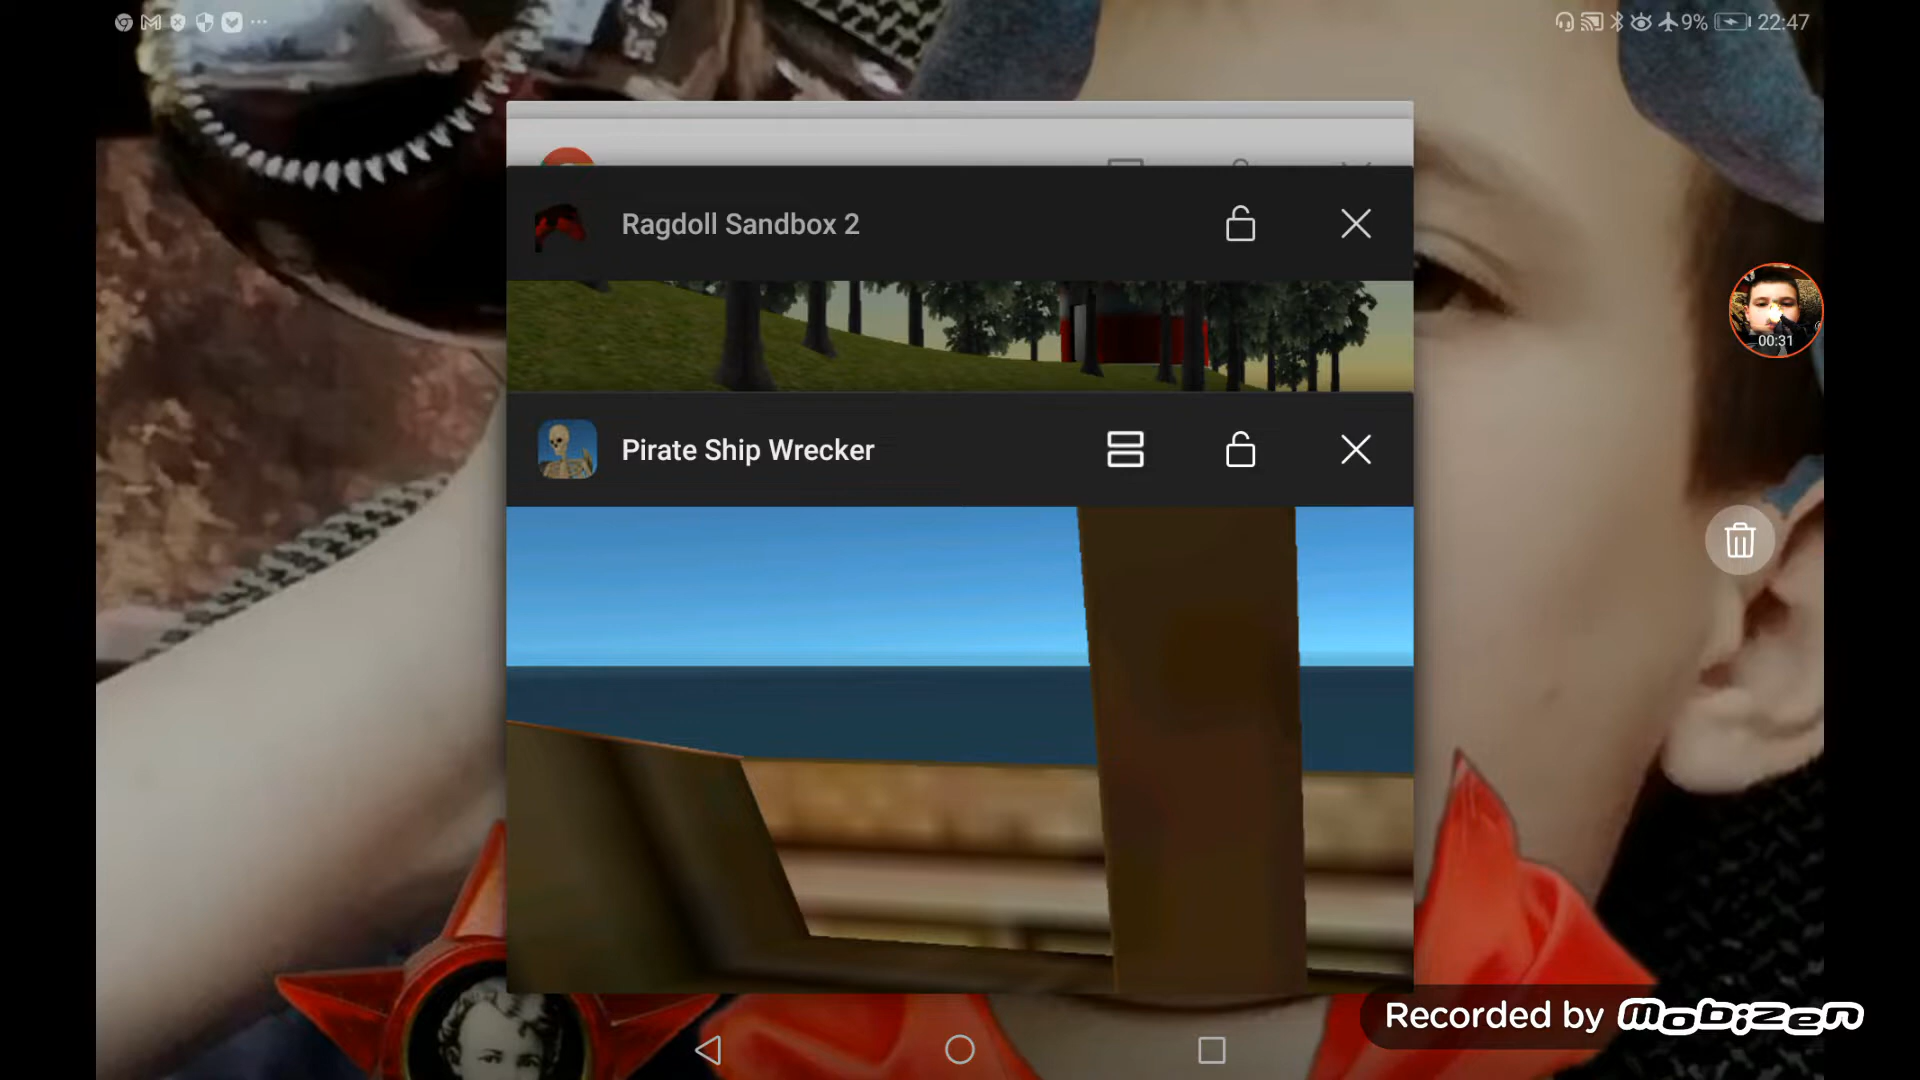 9% 22:47
Ragdoll Sandbox 2
00:31
Pirate Ship Wrecker
Recorded by mobizen